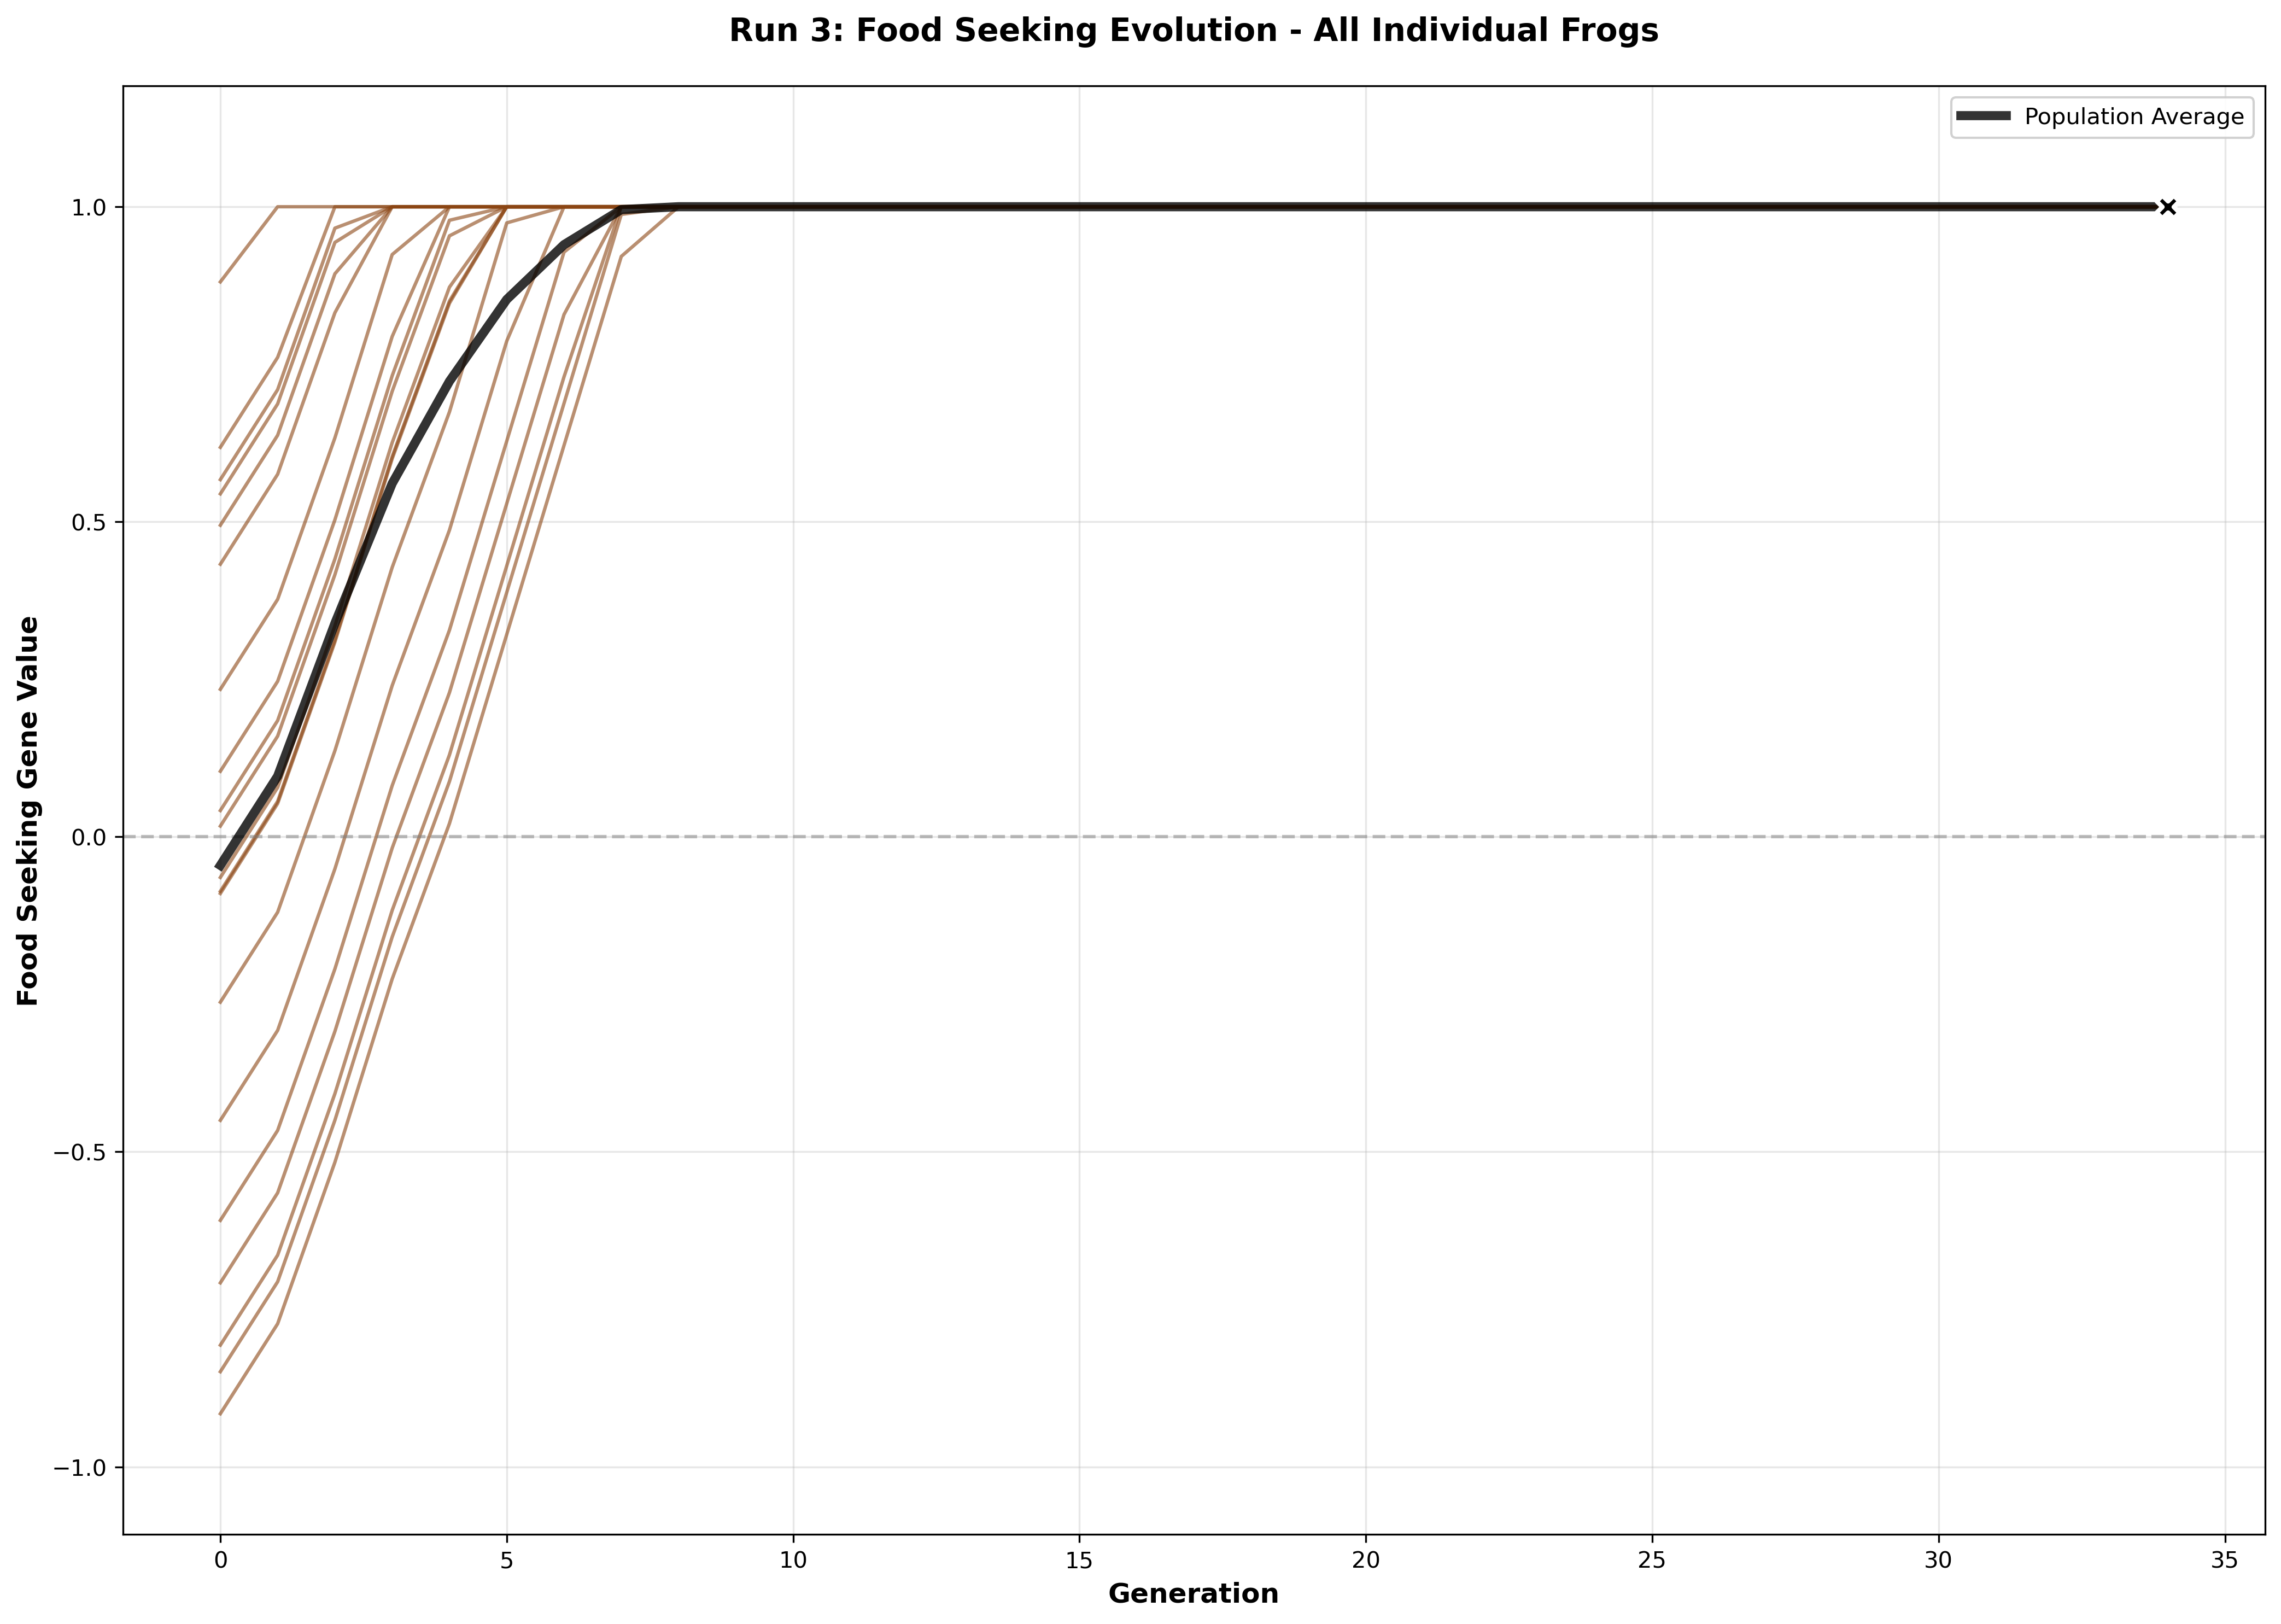 Run 3: Food Seeking Evolution - All Individual Frogs
Population Average
Food Seeking Gene Value
1.0
0.5
0.0
−0.5
−1.0
0 5 10 15 20 25 30 35
Generation